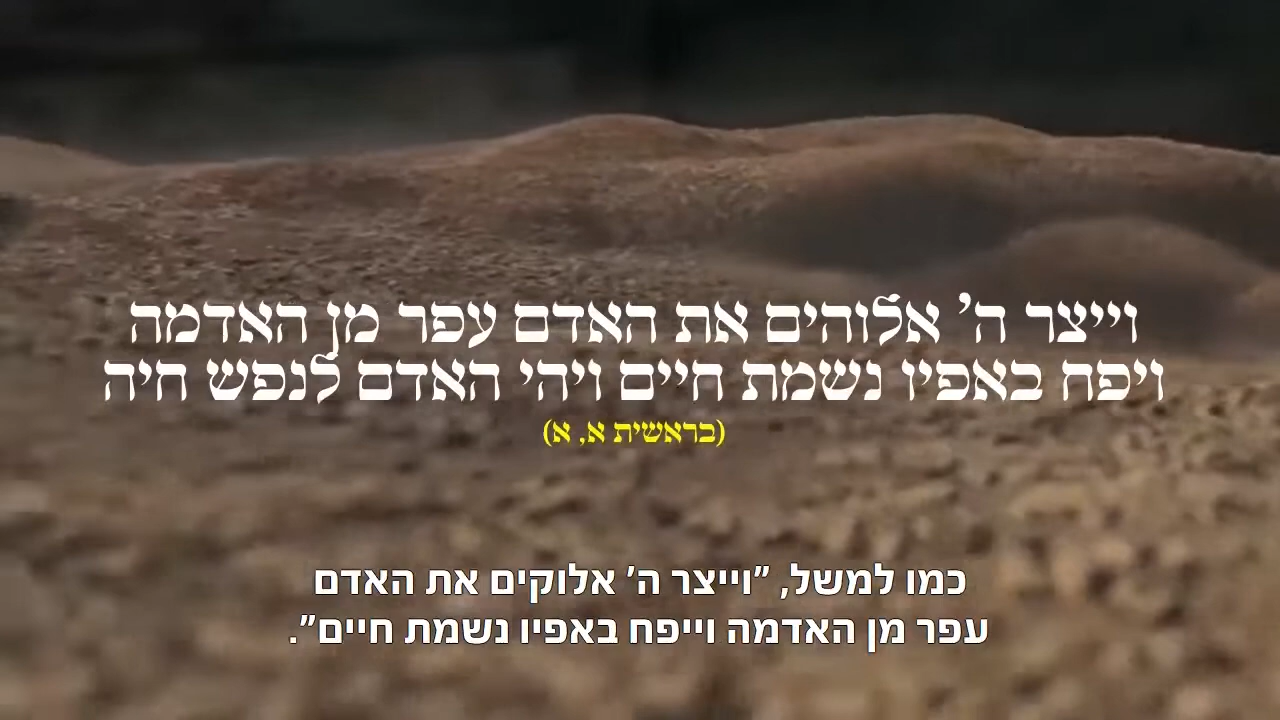 וייצר ה' אלוהים את האדם עפר מן האדמה
ויפח באפיו נשמת חיים ויהי האדם לנפש חיה
(בראשית א, א)
כמו למשל, "וייצר ה' אלוקים את האדם
עפר מן האדמה וייפח באפיו נשמת חיים".